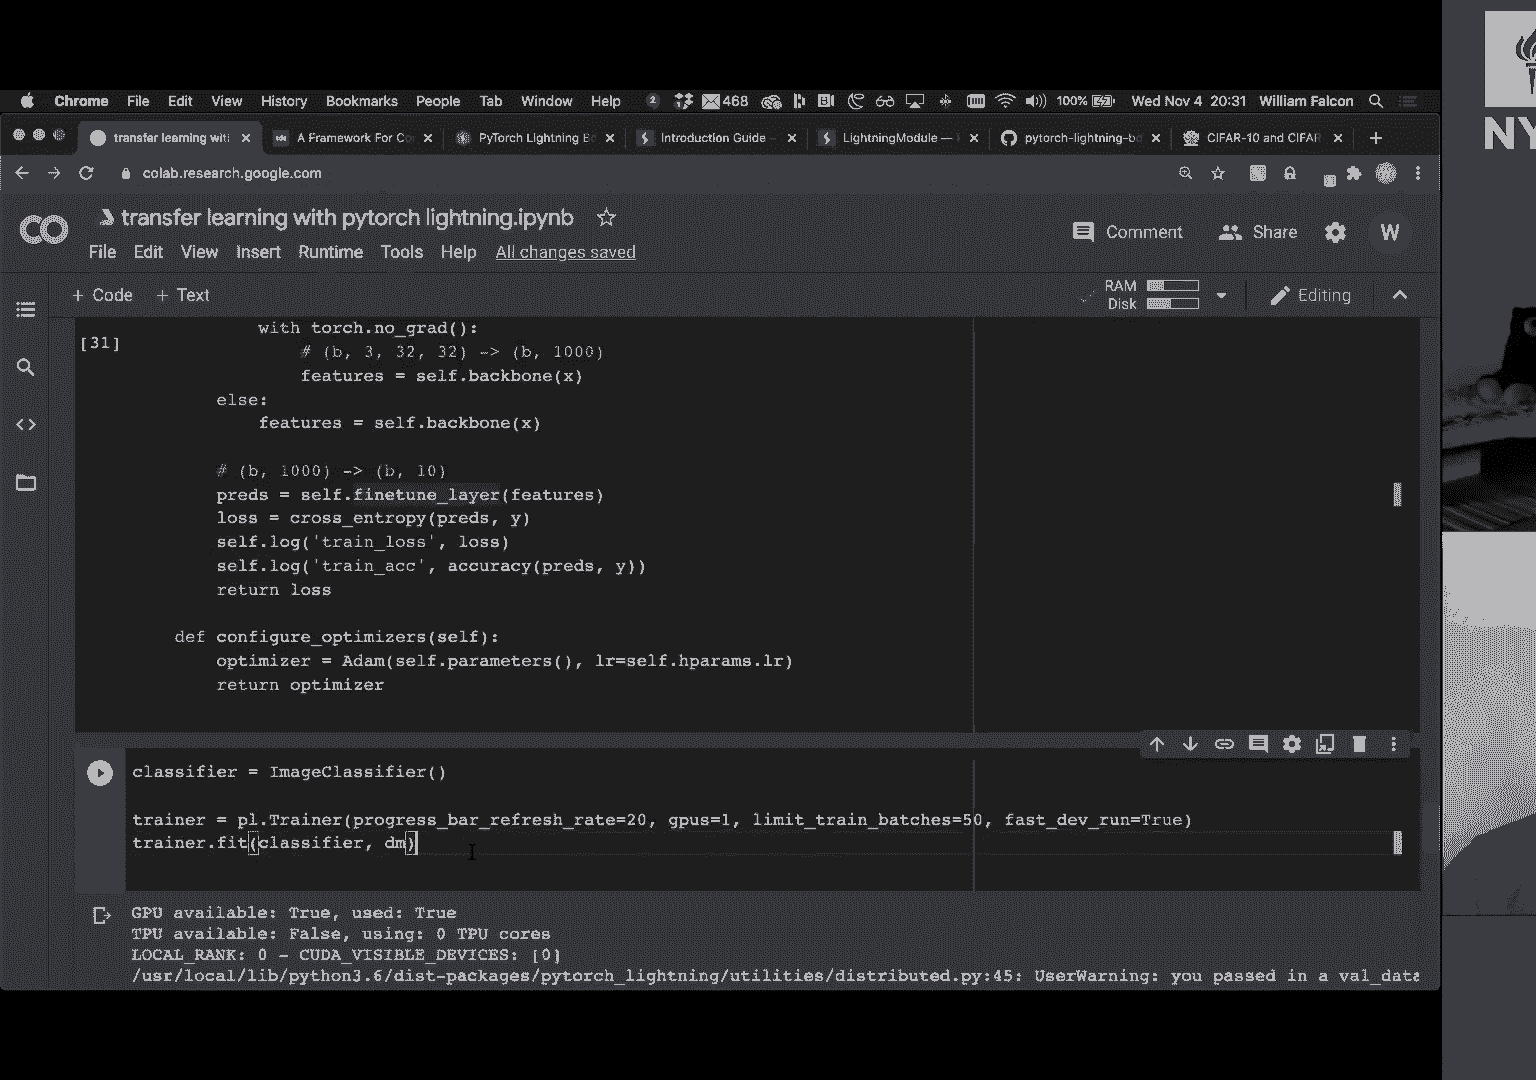 Chrome File Edit View History Bookmarks People Tab Window Help 2 468 100% Wed Nov 4 20:31 William Falcon
transfer learning wit A Framework For Co PyTorch Lightning B Introduction Guide - LightningModule — pytorch-lightning-bo CIFAR-10 and CIFAR
colab.research.google.com
NY
CO transfer learning with pytorch lightning.ipynb
Comment Share W
File Edit View Insert Runtime Tools Help All changes saved
+ Code + Text RAM Disk Editing
[31]
with torch.no_grad():
# (b, 3, 32, 32) -> (b, 1000)
features = self.backbone(x)
else:
features = self.backbone(x)
# (b, 1000) -> (b, 10)
preds = self.finetune_layer(features)
loss = cross_entropy(preds, y)
self.log('train_loss', loss)
self.log('train_acc', accuracy(preds, y))
return loss
def configure_optimizers(self):
optimizer = Adam(self.parameters(), lr=self.hparams.lr)
return optimizer
classifier = ImageClassifier()
trainer = pl.Trainer(progress_bar_refresh_rate=20, gpus=1, limit_train_batches=50, fast_dev_run=True)
trainer.fit(classifier, dm)
GPU available: True, used: True
TPU available: False, using: 0 TPU cores
LOCAL_RANK: 0 - CUDA_VISIBLE_DEVICES: [0]
/usr/local/lib/python3.6/dist-packages/pytorch_lightning/utilities/distributed.py:45: UserWarning: you passed in a val_data